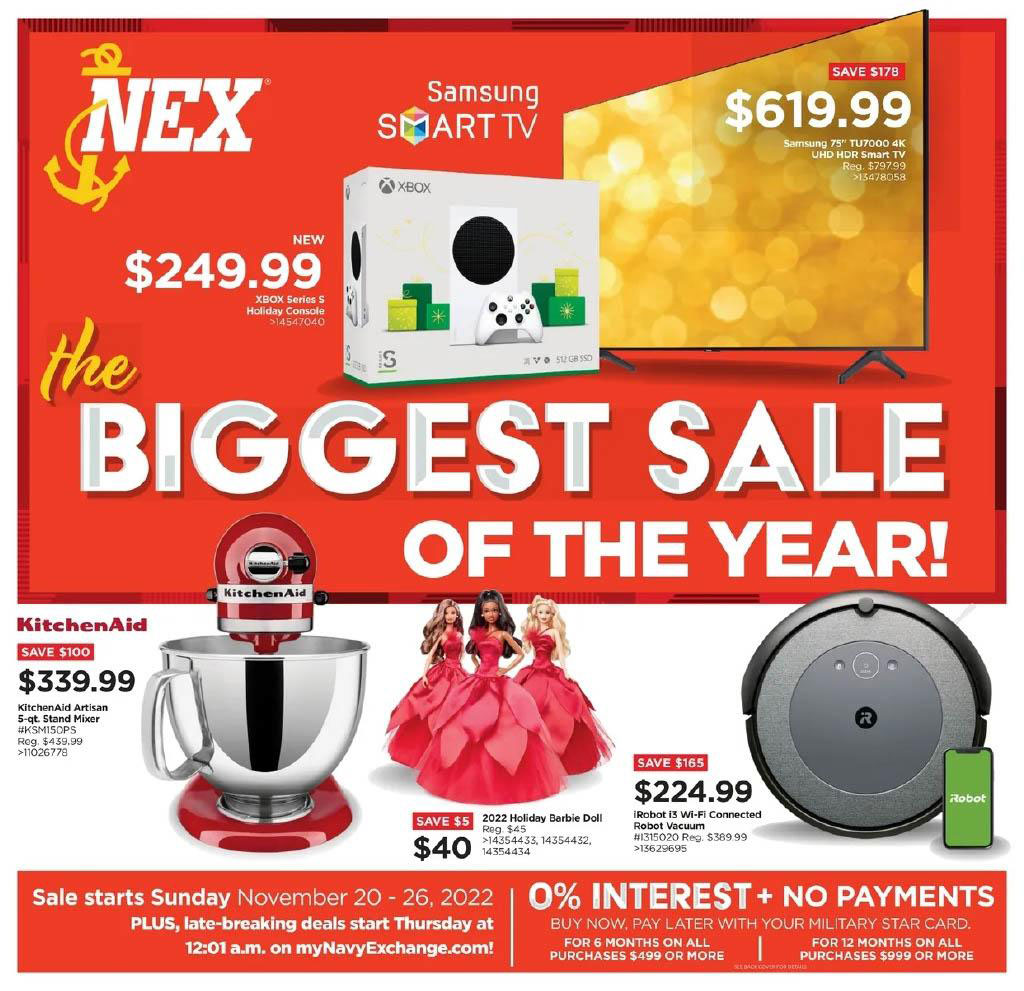 NEX®
Samsung
SMART TV
SAVE $178
$619.99
Samsung 75" TU7000 4K
UHD HDR Smart TV
Reg. $797.99
>13478058
XBOX
NEW
$249.99
XBOX Series S
Holiday Console
>14547040
SERIES S
512 GB SSD
the
BIGGEST SALE
OF THE YEAR!
KitchenAid
KitchenAid
KitchenAid
SAVE $100
$339.99
KitchenAid Artisan
5-qt. Stand Mixer
#KSM150PS
Reg. $439.99
>11026778
SAVE $5
$40
2022 Holiday Barbie Doll
Reg. $45
>14354433, 14354432,
14354434
SAVE $165
$224.99
iRobot i3 Wi-Fi Connected
Robot Vacuum
#I315020 Reg. $389.99
>13629695
R
iRobot
Sale starts Sunday November 20 - 26, 2022
PLUS, late-breaking deals start Thursday at
12:01 a.m. on myNavyExchange.com!
0% INTEREST + NO PAYMENTS
BUY NOW, PAY LATER WITH YOUR MILITARY STAR CARD.
FOR 6 MONTHS ON ALL
PURCHASES $499 OR MORE
FOR 12 MONTHS ON ALL
PURCHASES $999 OR MORE
SEE BACK COVER FOR DETAILS